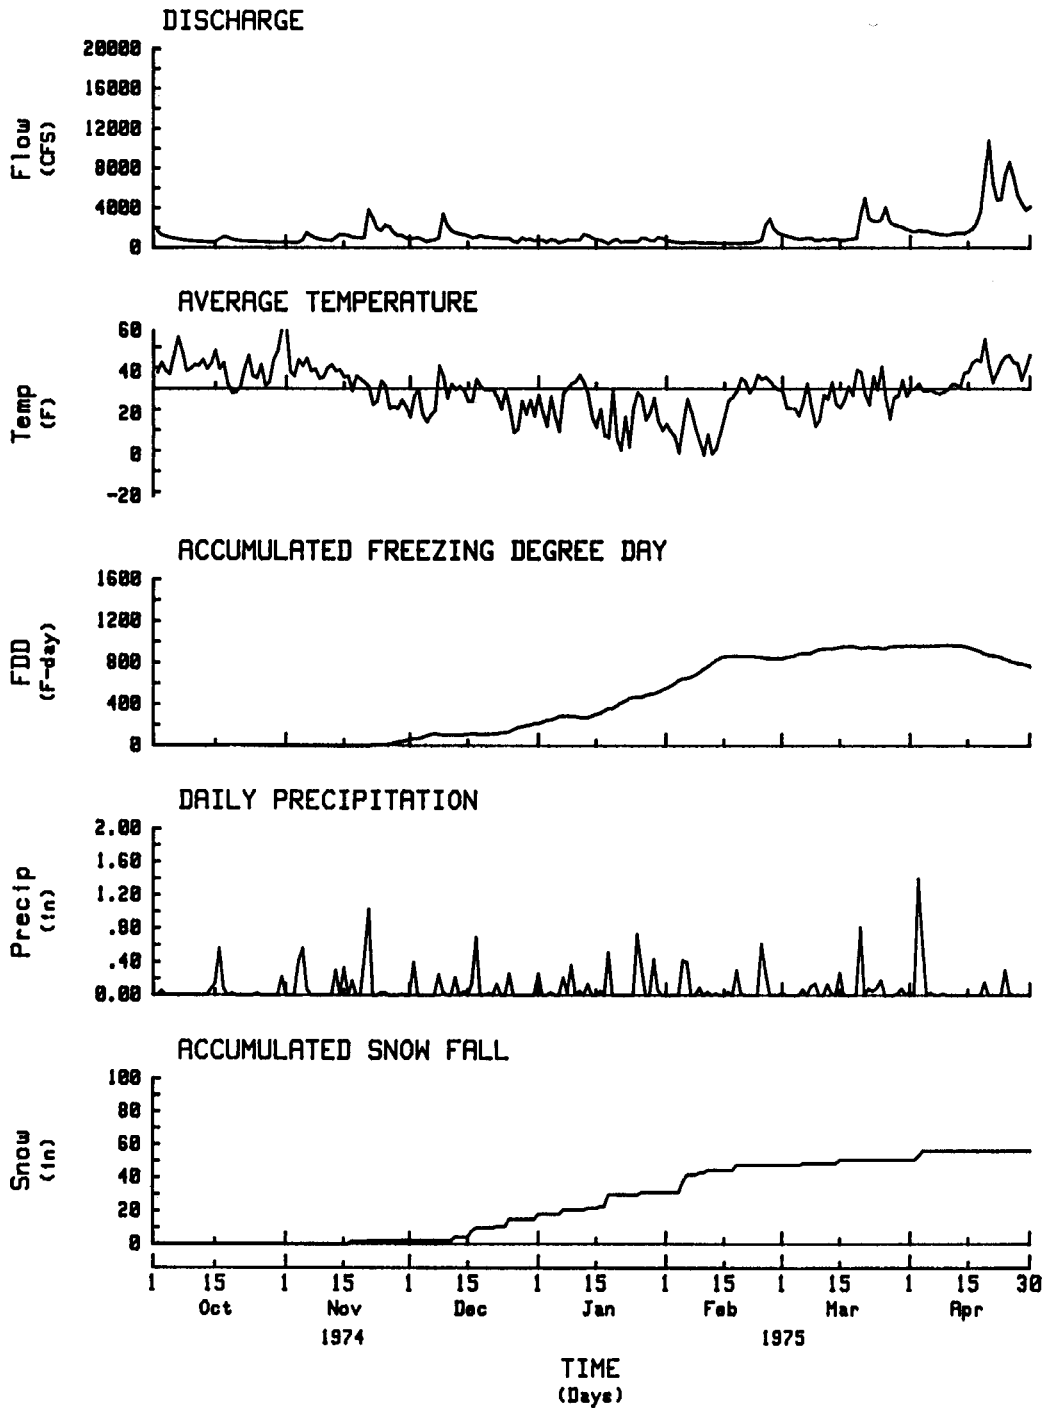 DISCHARGE
20000
16000
12000
8000
4000
0
Flow
(CFS)
AVERAGE TEMPERATURE
60
40
20
0
-20
Temp
(F)
ACCUMULATED FREEZING DEGREE DAY
1600
1200
800
400
0
FDD
(F-day)
DAILY PRECIPITATION
2.00
1.60
1.20
.80
.40
0.00
Precip
(in)
ACCUMULATED SNOW FALL
100
80
60
40
20
0
Snow
(in)
1 15 1 15 1 15 1 15 1 15 1 15 1 15 30
Oct Nov Dec Jan Feb Mar Apr
1974 1975
TIME
(Days)